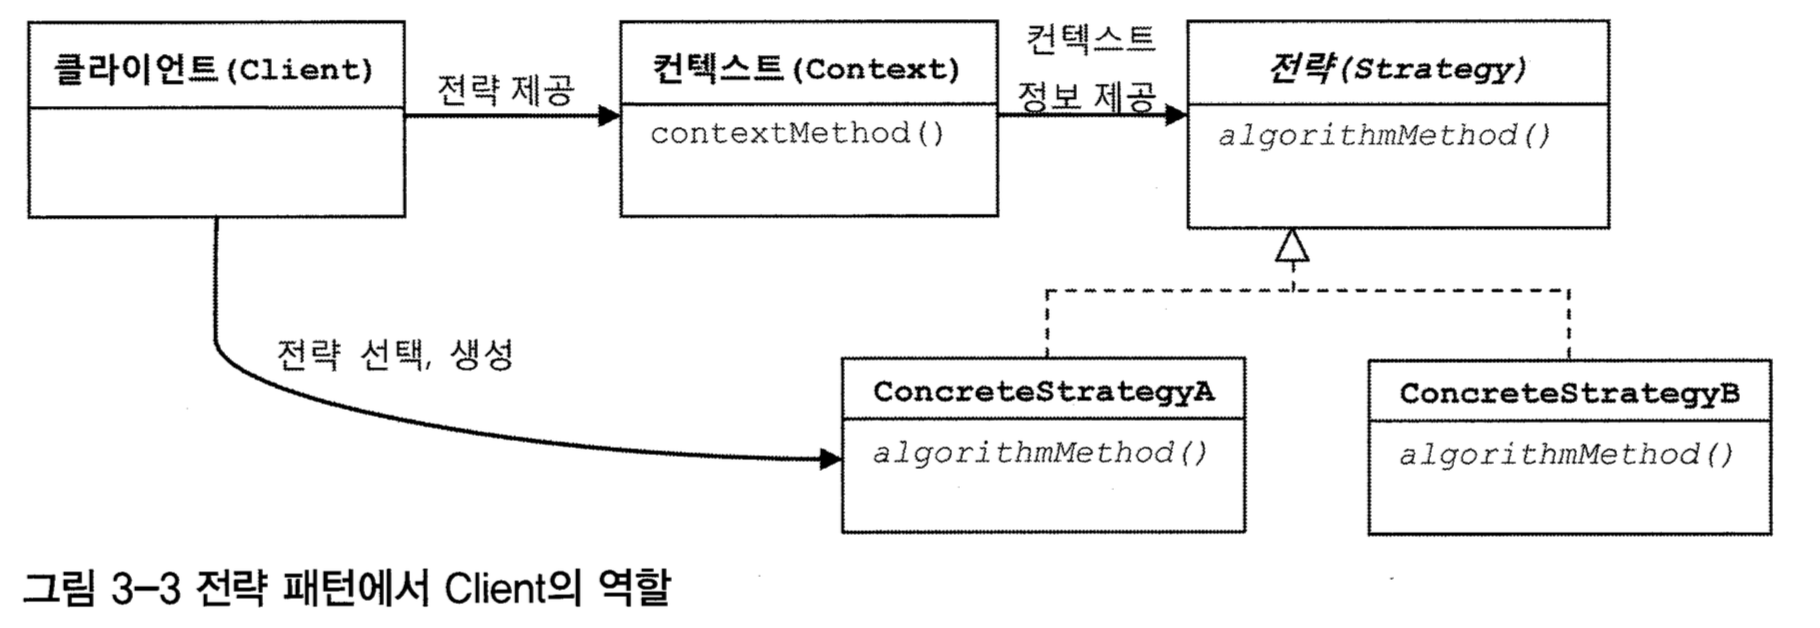 클라이언트(Client)
전략 제공
컨텍스트(Context)
contextMethod()
컨텍스트
정보 제공
전략(Strategy)
algorithmMethod()
전략 선택, 생성
ConcreteStrategyA
algorithmMethod()
ConcreteStrategyB
algorithmMethod()
그림 3-3 전략 패턴에서 Client의 역할